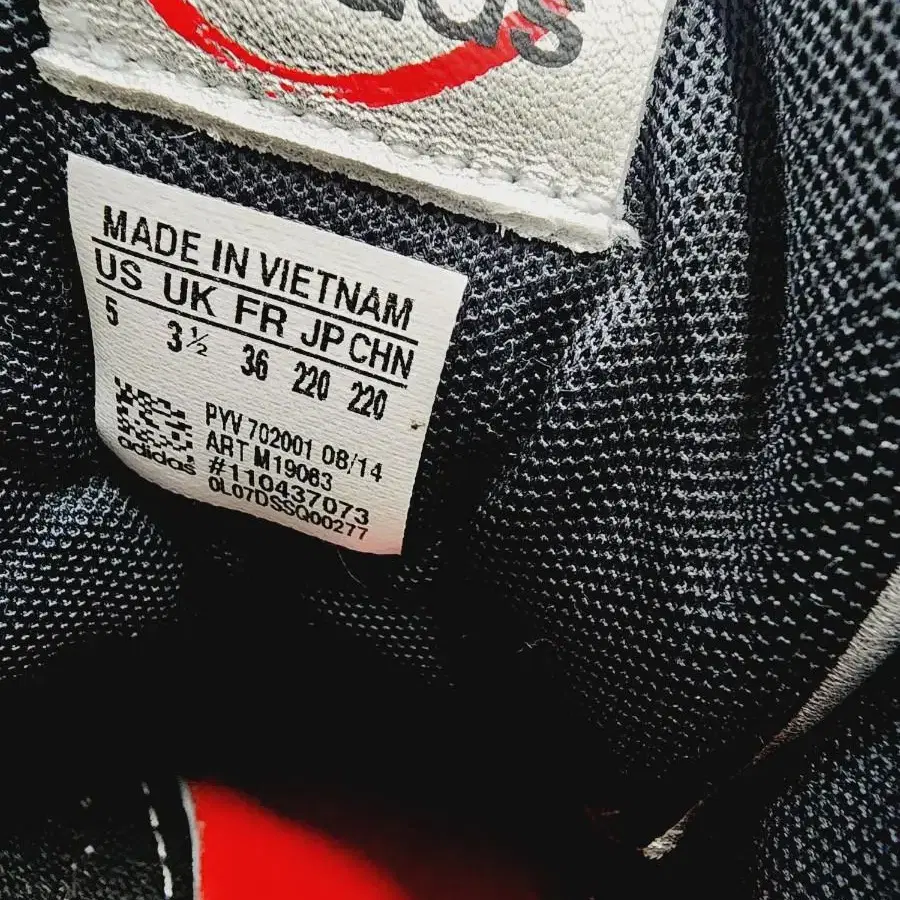 MADE IN VIETNAM
US UK FR JP CHN
5 3½ 36 220 220
PYV 702001 08/14
ART M19063
#110437073
0L07DSSQ00277
adidas